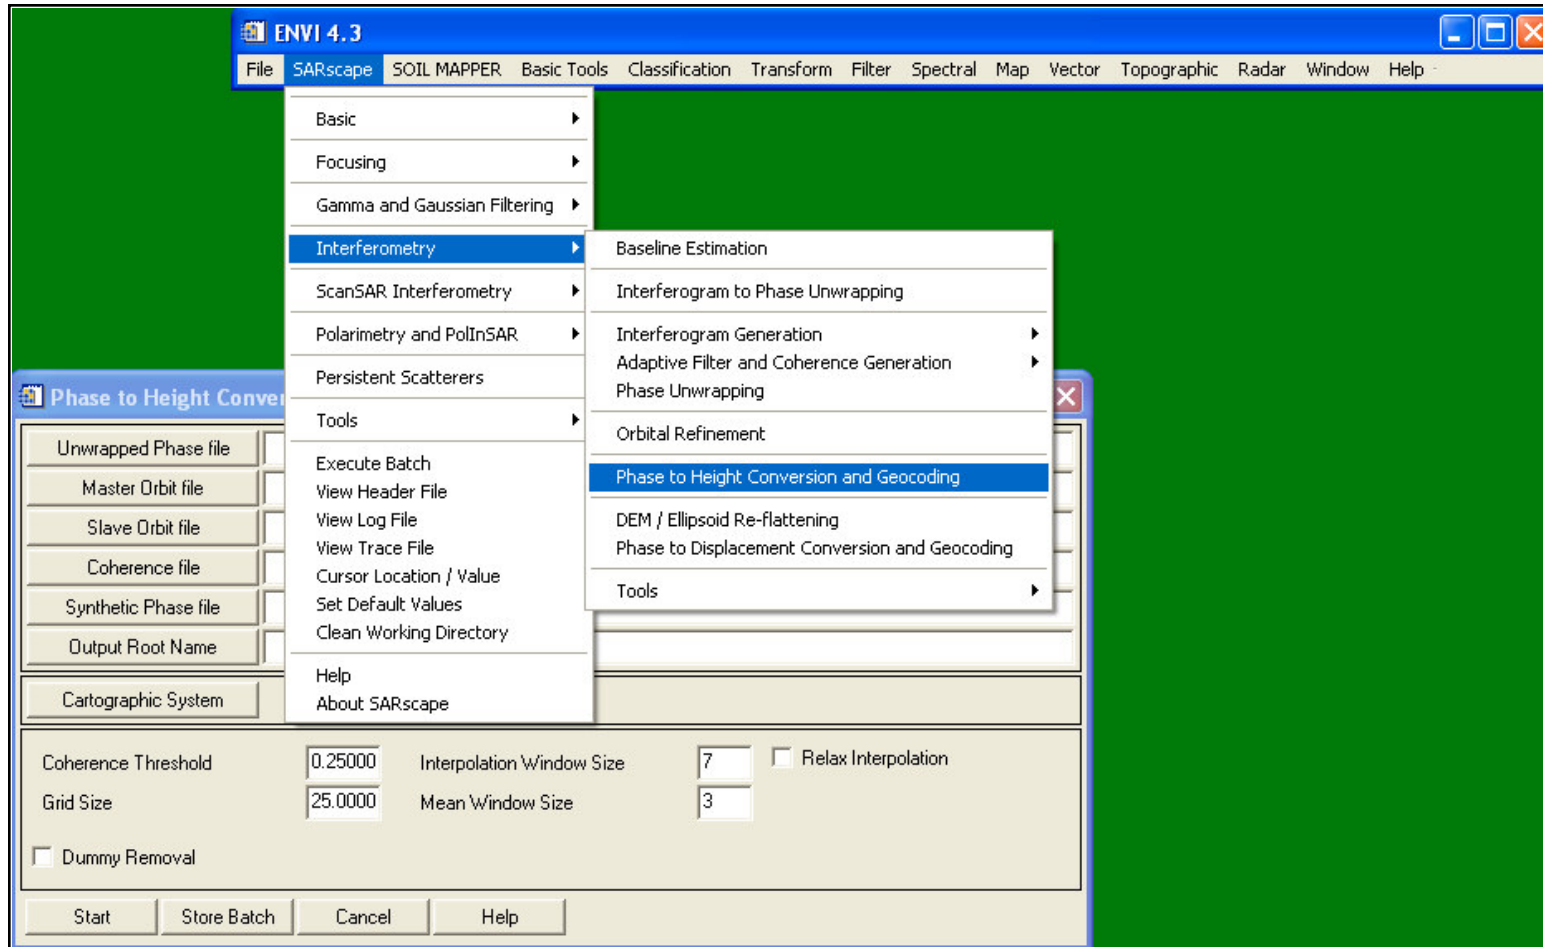 ENVI 4.3
File SARscape SOIL MAPPER Basic Tools Classification Transform Filter Spectral Map Vector Topographic Radar Window Help
Basic
Focusing
Gamma and Gaussian Filtering
Interferometry
ScanSAR Interferometry
Polarimetry and PolInSAR
Persistent Scatterers
Tools
Execute Batch
View Header File
View Log File
View Trace File
Cursor Location / Value
Set Default Values
Clean Working Directory
Help
About SARscape
Baseline Estimation
Interferogram to Phase Unwrapping
Interferogram Generation
Adaptive Filter and Coherence Generation
Phase Unwrapping
Orbital Refinement
Phase to Height Conversion and Geocoding
DEM / Ellipsoid Re-flattening
Phase to Displacement Conversion and Geocoding
Tools
Phase to Height Conver
Unwrapped Phase file
Master Orbit file
Slave Orbit file
Coherence file
Synthetic Phase file
Output Root Name
Cartographic System
Coherence Threshold 0.25000 Interpolation Window Size 7 Relax Interpolation
Grid Size 25.0000 Mean Window Size 3
Dummy Removal
Start Store Batch Cancel Help